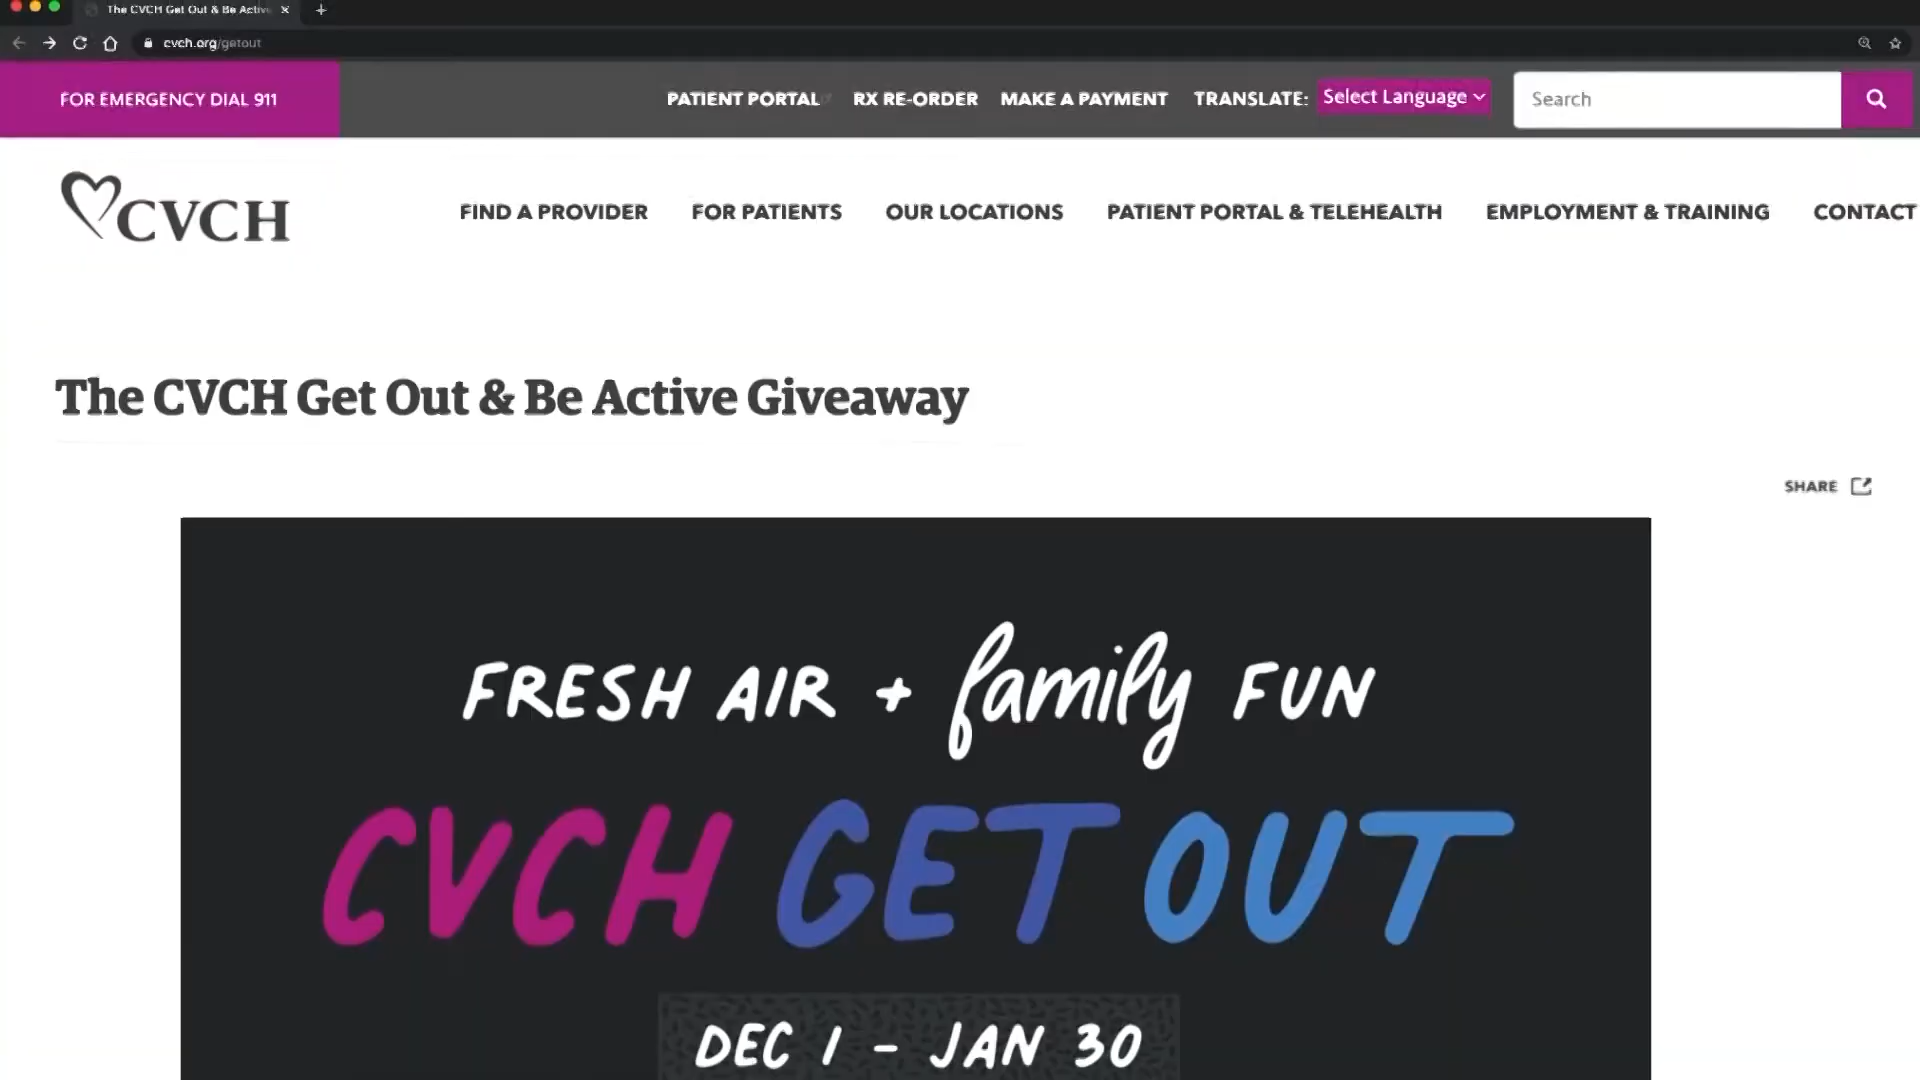 The CVCH Get Out & Be Active
cvch.org/getout
FOR EMERGENCY DIAL 911
PATIENT PORTAL RX RE-ORDER MAKE A PAYMENT TRANSLATE: Select Language Search
CVCH
FIND A PROVIDER FOR PATIENTS OUR LOCATIONS PATIENT PORTAL & TELEHEALTH EMPLOYMENT & TRAINING CONTACT
The CVCH Get Out & Be Active Giveaway
SHARE
FRESH AIR + family FUN
CVCH GET OUT
DEC 1 - JAN 30